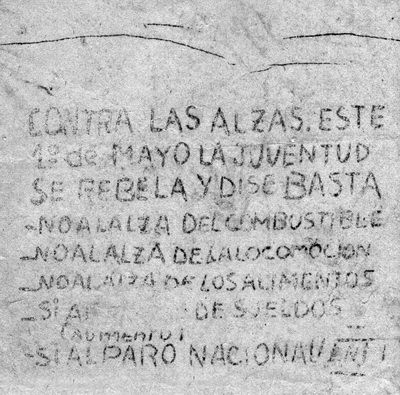 CONTRA LAS ALZAS. ESTE
1º de MAYO LA JUVENTUD
SE REBELA Y DISE BASTA
-NO AL ALZA DEL COMBUSTIBLE
-NO AL ALZA DE LA LOCOMOCION
-NO AL ALZA DE LOS ALIMENTOS
-Si DE SUELDOS
(AUMENTO)
-SI AL PARO NACIONAL